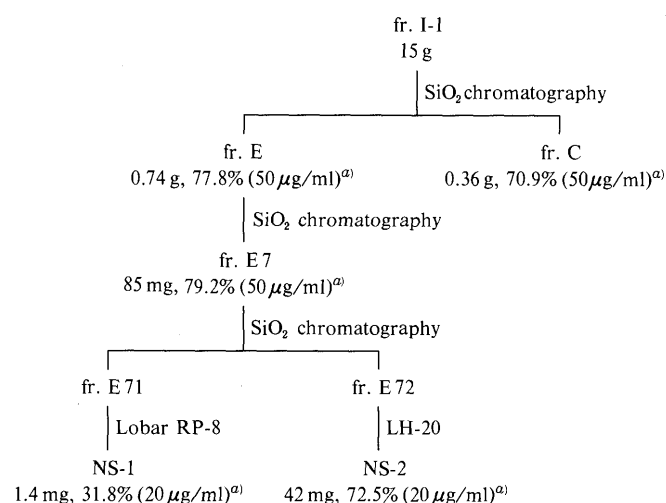 fr. I-1
15 g
SiO₂ chromatography
fr. E
fr. C
0.74 g, 77.8% (50 μg/ml)ᵃ⁾
0.36 g, 70.9% (50 μg/ml)ᵃ⁾
SiO₂ chromatography
fr. E 7
85 mg, 79.2% (50 μg/ml)ᵃ⁾
SiO₂ chromatography
fr. E 71
fr. E 72
Lobar RP-8
LH-20
NS-1
NS-2
1.4 mg, 31.8% (20 μg/ml)ᵃ⁾
42 mg, 72.5% (20 μg/ml)ᵃ⁾